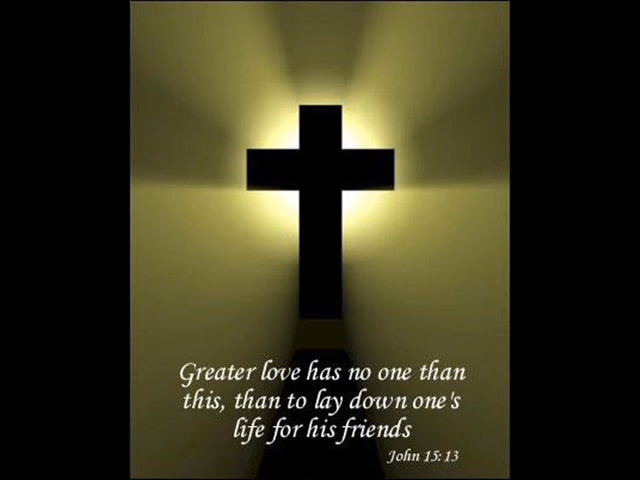 Greater love has no one than
this, than to lay down one's
life for his friends
John 15:13